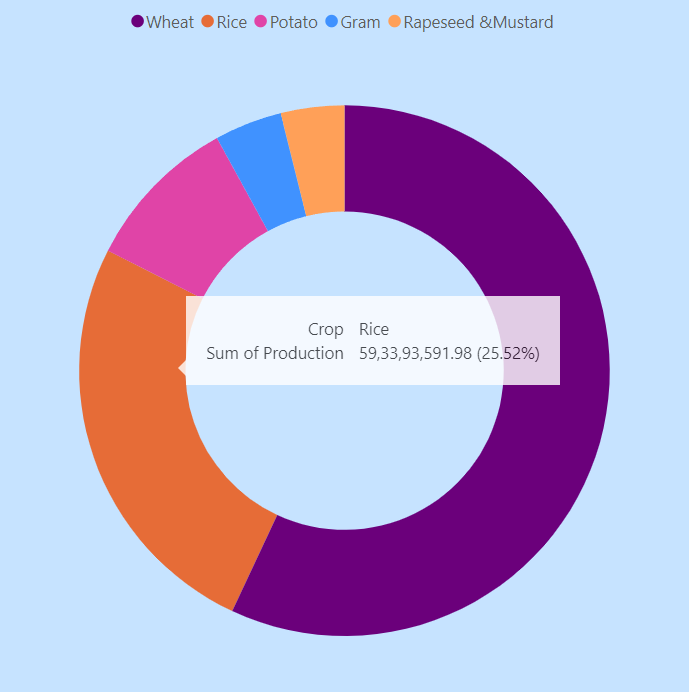 Wheat Rice Potato Gram Rapeseed &Mustard
Crop Rice
Sum of Production 59,33,93,591.98 (25.52%)